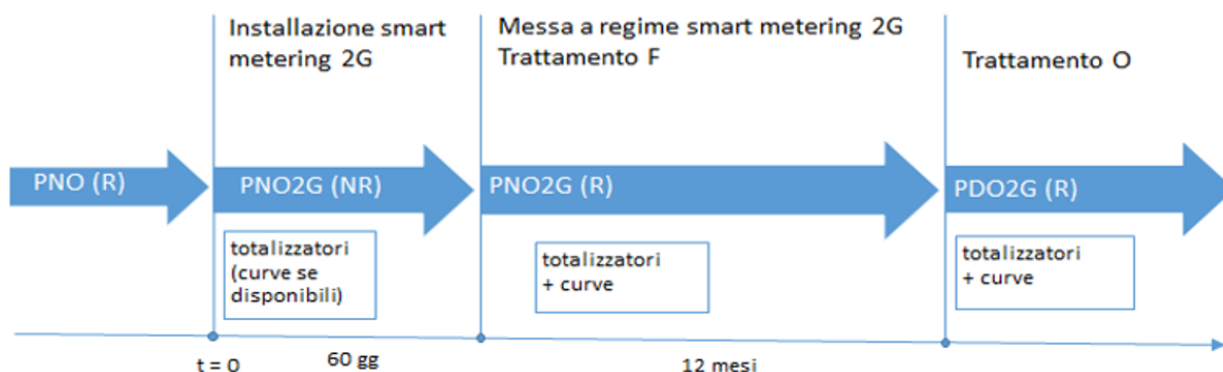 Installazione smart
metering 2G
Messa a regime smart metering 2G
Trattamento F
Trattamento O
PNO (R)
PNO2G (NR)
PNO2G (R)
PDO2G (R)
totalizzatori
(curve se
disponibili)
totalizzatori
+ curve
totalizzatori
+ curve
t = 0
60 gg
12 mesi